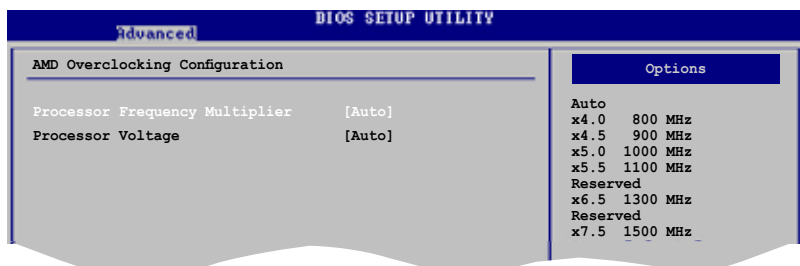 BIOS SETUP UTILITY
Advanced
AMD Overclocking Configuration
Processor Frequency Multiplier [Auto]
Processor Voltage [Auto]
Options
Auto
x4.0 800 MHz
x4.5 900 MHz
x5.0 1000 MHz
x5.5 1100 MHz
Reserved
x6.5 1300 MHz
Reserved
x7.5 1500 MHz